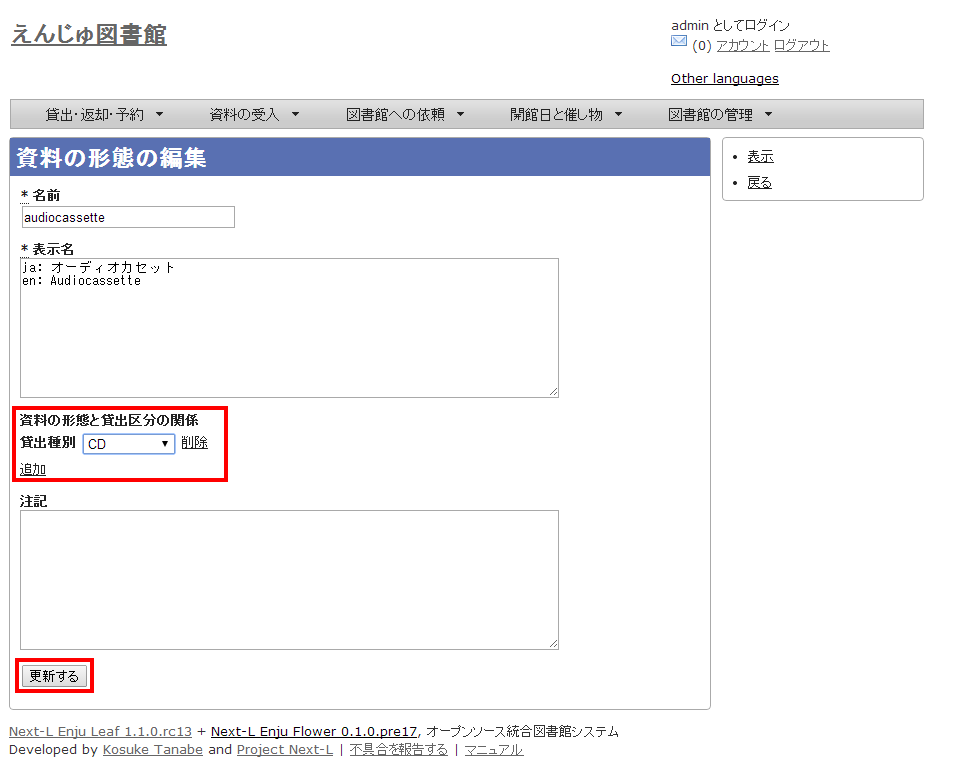 えんじゅ図書館
admin としてログイン
(0) アカウント ログアウト
Other languages
貸出・返却・予約 ▼ 資料の受入 ▼ 図書館への依頼 ▼ 開館日と催し物 ▼ 図書館の管理 ▼
資料の形態の編集
• 表示
• 戻る
* 名前
audiocassette
* 表示名
ja: オーディオカセット
en: Audiocassette
資料の形態と貸出区分の関係
貸出種別 CD ▼ 削除
追加
注記
更新する
Next-L Enju Leaf 1.1.0.rc13 + Next-L Enju Flower 0.1.0.pre17, オープンソース統合図書館システム
Developed by Kosuke Tanabe and Project Next-L | 不具合を報告する | マニュアル